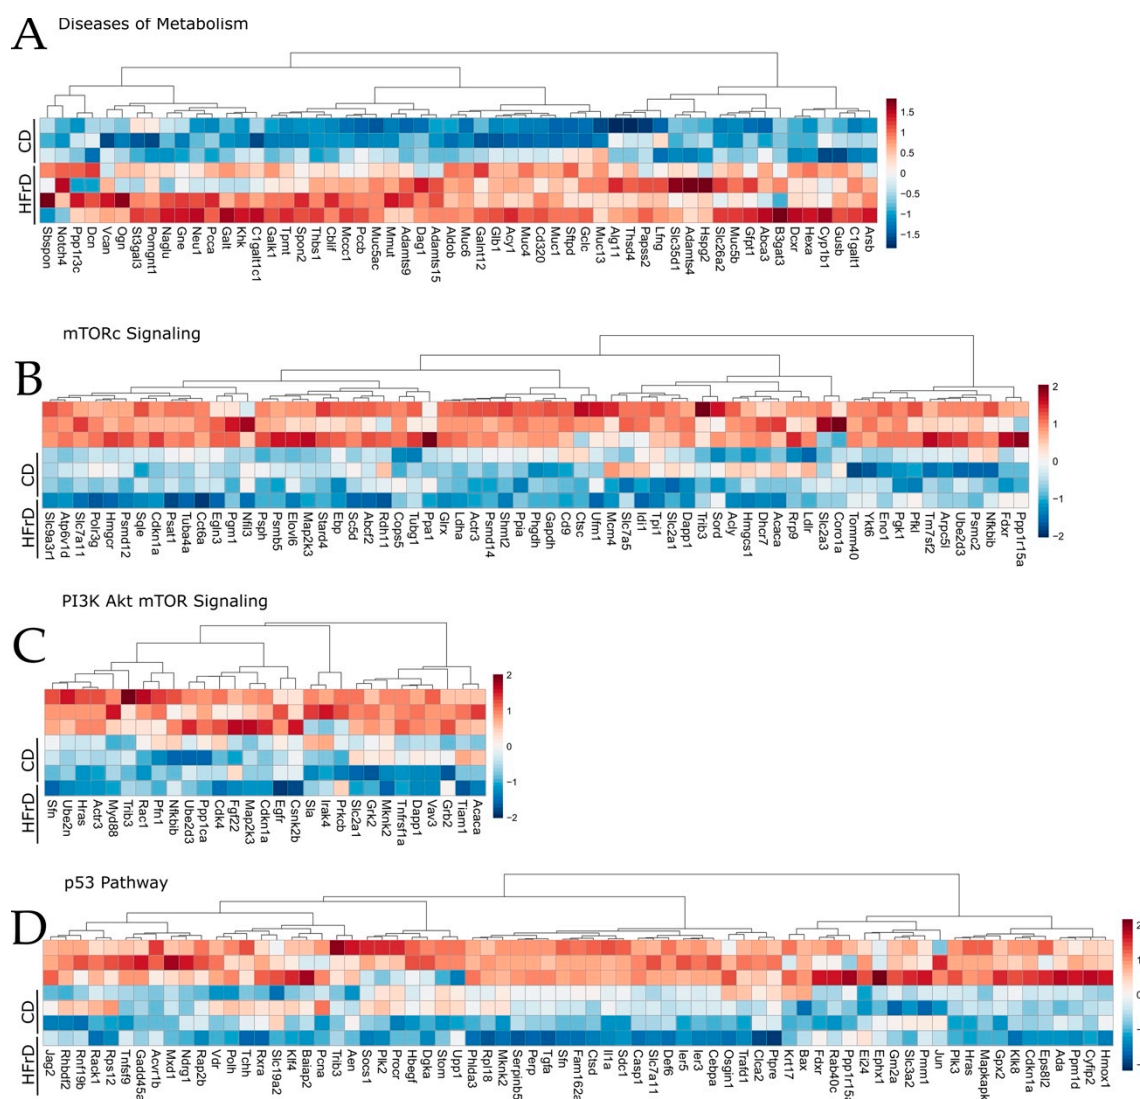 A
Diseases of Metabolism
CD
HFrD
1.5
1
0.5
0
−0.5
−1
−1.5
Sbspon
Notch4
Ppp1r3c
Dcn
Vcan
Ogn
St3gal3
Pomgnt1
Naglu
Gne
Neu1
Pcca
Galt
Khk
C1galt1c1
Galk1
Tpmt
Spon2
Thbs1
Cblif
Mccc1
Pccb
Muc5ac
Mmut
Adamts9
Dag1
Adamts15
Aldob
Muc6
Galnt12
Glb1
Acy1
Muc4
Cd320
Muc1
Sftpd
Gclc
Muc13
Alg11
Thsd4
Papss2
Lfng
Slc35d1
Adamts4
Hspg2
Slc26a2
Muc5b
Gfpt1
Abca3
B3gat3
Dcxr
Hexa
Cyp1b1
Gusb
C1galt1
Arsb
mTORc Signaling
B
2
1
0
−1
−2
CD
HFrD
Slc9a3r1
Atp6v1d
Slc7a11
Polr3g
Hmgcr
Psmd12
Sqle
Cdkn1a
Psat1
Tuba4a
Cct6a
Egln3
Pgm1
Nfil3
Psph
Psmb5
Elovl6
Map2k3
Stard4
Ebp
Sc5d
Abcf2
Rdh11
Cops5
Tubg1
Ppa1
Glrx
Ldha
Actr3
Psmd14
Shmt2
Ppia
Phgdh
Gapdh
Cd9
Ctsc
Ufm1
Mcm4
Slc7a5
Idi1
Tpi1
Slc2a1
Dapp1
Trib3
Sord
Acly
Hmgcs1
Dhcr7
Acaca
Rrp9
Ldlr
Slc2a3
Coro1a
Tomm40
Ykt6
Eno1
Pgk1
Pfkl
Tm7sf2
Arpc5l
Ube2d3
Psmc2
Nfkbib
Fdxr
Ppp1r15a
PI3K Akt mTOR Signaling
C
2
1
0
−1
−2
CD
HFrD
Sfn
Ube2n
Hras
Actr3
Myd88
Trib3
Rac1
Pfn1
Nfkbib
Ube2d3
Ppp1ca
Cdk4
Fgf22
Map2k3
Cdkn1a
Egfr
Csnk2b
Sla
Irak4
Prkcb
Slc2a1
Grk2
Mknk2
Tnfrsf1a
Dapp1
Vav3
Grb2
Tiam1
Acaca
p53 Pathway
D
2
1
0
CD
HFrD
Jag2
Rhbdf2
Rnf19b
Rack1
Rps12
Tnfsf9
Gadd45a
Acvr1b
Mxd1
Ndrg1
Rap2b
Vdr
Polh
Tchh
Rxra
Slc19a2
Klf4
Baiap2
Pcna
Trib3
Aen
Socs1
Plk2
Procr
Hbegf
Dgka
Stom
Upp1
Phlda3
Rpl18
Mknk2
Serpinb5
Perp
Tgfa
Sfn
Fam162a
Ctsd
Il1a
Sdc1
Casp1
Slc7a11
Def6
Ier5
Ier3
Cebpa
Osgin1
Trafd1
Clca2
Ptpre
Krt17
Bax
Fdxr
Rab40c
Ppp1r15a
Ei24
Ephx1
Gm2a
Slc3a2
Pmm1
Jun
Plk3
Hras
Gpx2
Klk8
Cdkn1a
Eps8l2
Ada
Ppm1d
Cyfip2
Hmox1